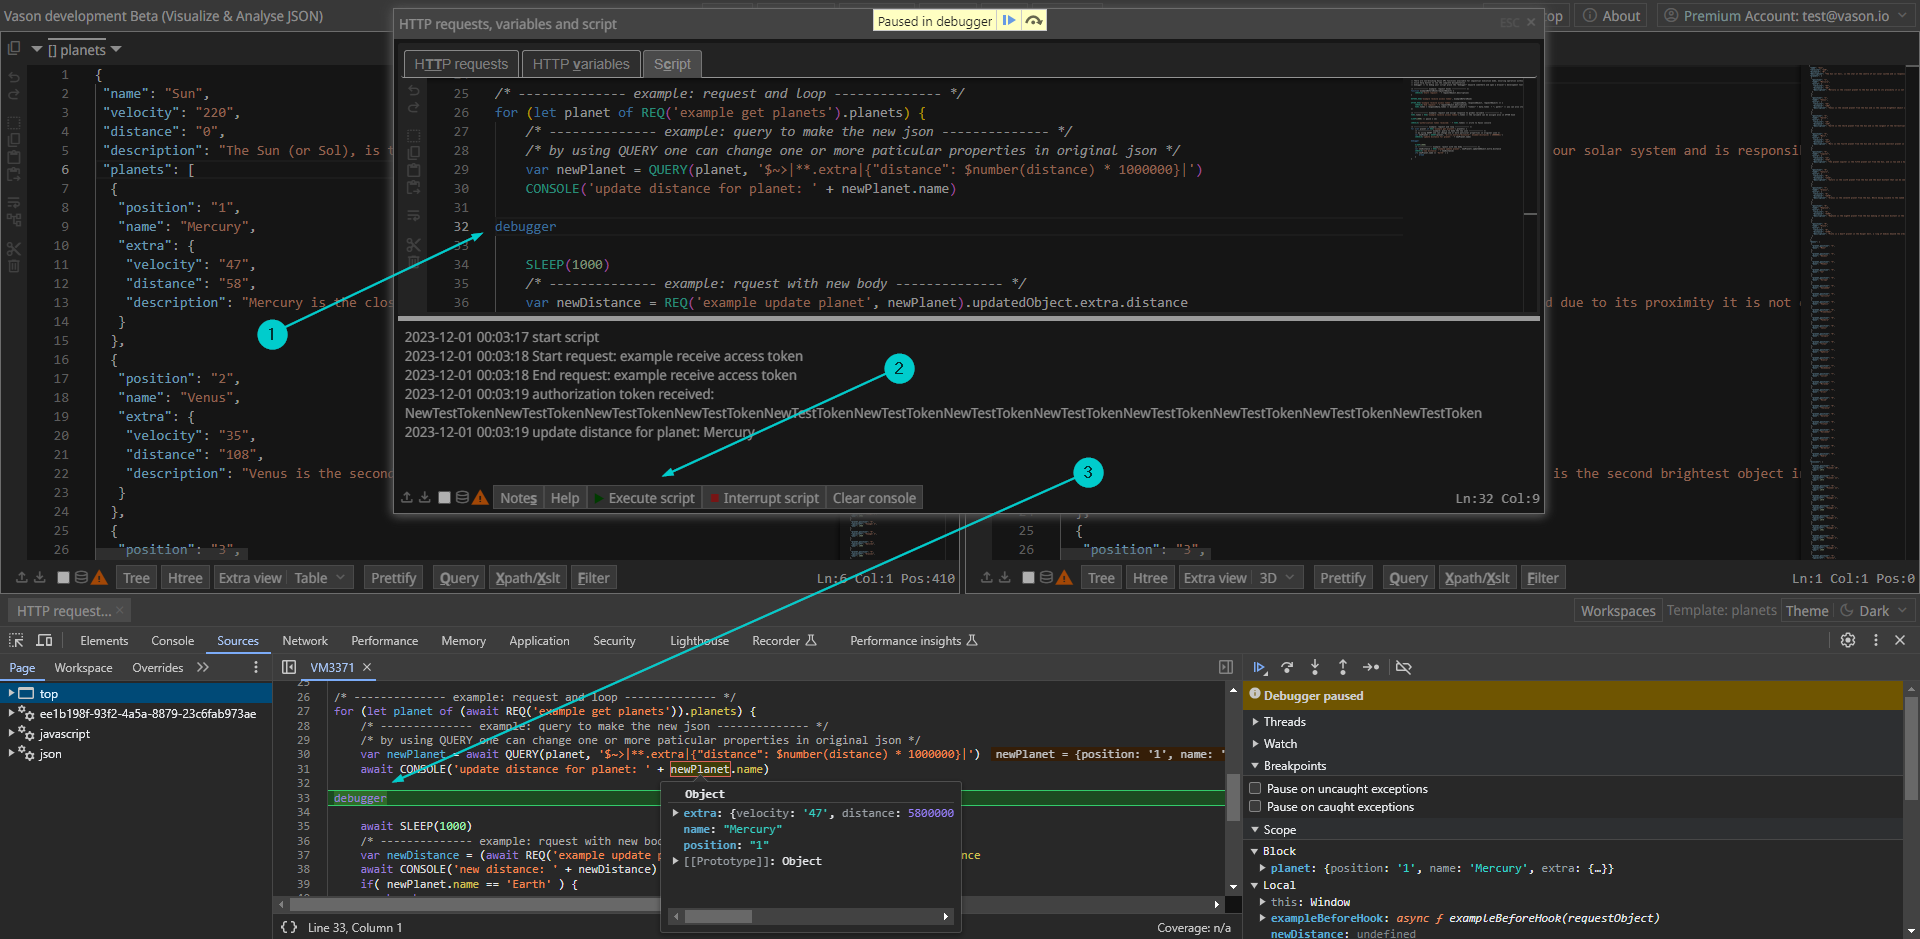 Vason development Beta (Visualize & Analyse JSON)
top
About
Premium Account: test@vason.io
HTTP requests, variables and script
Paused in debugger
ESC
HTTP requests
HTTP variables
Script
[] planets
1 {
2 "name": "Sun",
3 "velocity": "220",
4 "distance": "0",
5 "description": "The Sun (or Sol), is
6 "planets": [
7 {
8 "position": "1",
9 "name": "Mercury",
10 "extra": {
11 "velocity": "47",
12 "distance": "58",
13 "description": "Mercury is the clos
14 }
15 },
16 {
17 "position": "2",
18 "name": "Venus",
19 "extra": {
20 "velocity": "35",
21 "distance": "108",
22 "description": "Venus is the second
23 }
24 },
25 {
26 "position": "3",
25 /* -------------- example: request and loop -------------- */
26 for (let planet of REQ('example get planets').planets) {
27 /* -------------- example: query to make the new json -------------- */
28 /* by using QUERY one can change one or more paticular properties in original json */
29 var newPlanet = QUERY(planet, '$~>|**.extra|{"distance": $number(distance) * 1000000}|')
30 CONSOLE('update distance for planet: ' + newPlanet.name)
31
32 debugger
33
34 SLEEP(1000)
35 /* -------------- example: rquest with new body -------------- */
36 var newDistance = REQ('example update planet', newPlanet).updatedObject.extra.distance
1
2
3
2023-12-01 00:03:17 start script
2023-12-01 00:03:18 Start request: example receive access token
2023-12-01 00:03:18 End request: example receive access token
2023-12-01 00:03:19 authorization token received:
NewTestTokenNewTestTokenNewTestTokenNewTestTokenNewTestTokenNewTestTokenNewTestTokenNewTestTokenNewTestTokenNewTestTokenNewTestTokenNewTestToken
2023-12-01 00:03:19 update distance for planet: Mercury
Notes
Help
Execute script
Interrupt script
Clear console
Ln:32 Col:9
our solar system and is responsi
d due to its proximity it is not
is the second brightest object i
25 {
26 "position": "3",
Tree
Htree
Extra view
Table
Prettify
Query
Xpath/Xslt
Filter
Ln:6 Col:1 Pos:410
Tree
Htree
Extra view
3D
Prettify
Query
Xpath/Xslt
Filter
Ln:1 Col:1 Pos:0
HTTP request...
Workspaces
Template: planets
Theme
Dark
Elements
Console
Sources
Network
Performance
Memory
Application
Security
Lighthouse
Recorder
Performance insights
Page
Workspace
Overrides
VM3371
top
ee1b198f-93f2-4a5a-8879-23c6fab973ae
javascript
json
25
26 /* -------------- example: request and loop -------------- */
27 for (let planet of (await REQ('example get planets')).planets) {
28 /* -------------- example: query to make the new json -------------- */
29 /* by using QUERY one can change one or more paticular properties in original json */
30 var newPlanet = await QUERY(planet, '$~>|**.extra|{"distance": $number(distance) * 1000000}|') newPlanet = {position: '1', name: '
31 await CONSOLE('update distance for planet: ' + newPlanet.name)
32
33 debugger
34
35 await SLEEP(1000)
36 /* -------------- example: rquest with new bod
37 var newDistance = (await REQ('example update p
nce
38 await CONSOLE('new distance: ' + newDistance)
39 if( newPlanet.name == 'Earth' ) {
Object
extra: {velocity: '47', distance: 5800000
name: "Mercury"
position: "1"
[[Prototype]]: Object
{} Line 33, Column 1
Coverage: n/a
Debugger paused
Threads
Watch
Breakpoints
Pause on uncaught exceptions
Pause on caught exceptions
Scope
Block
planet: {position: '1', name: 'Mercury', extra: {…}}
Local
this: Window
exampleBeforeHook: async ƒ exampleBeforeHook(requestObject)
newDistance: undefined